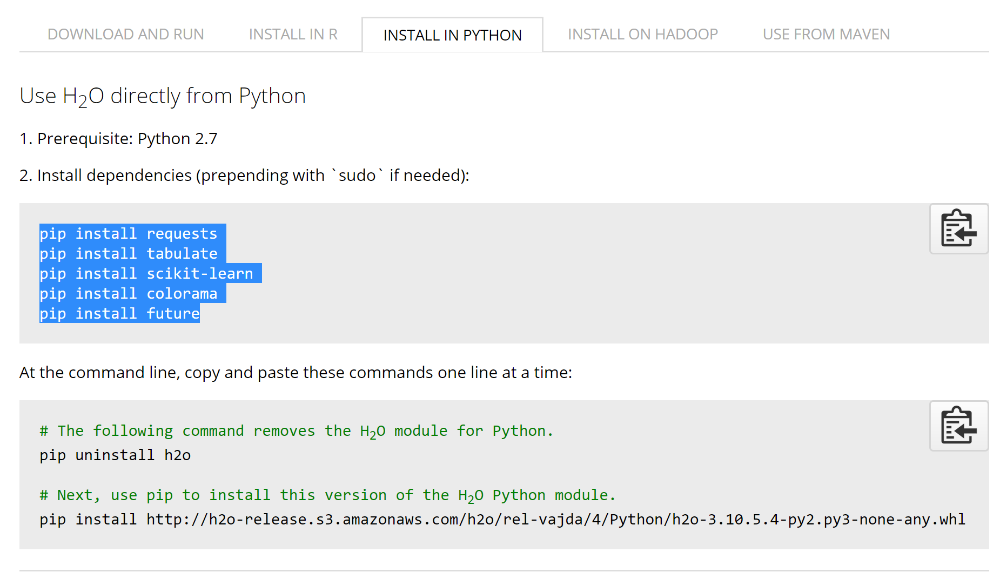 DOWNLOAD AND RUN INSTALL IN R INSTALL IN PYTHON INSTALL ON HADOOP USE FROM MAVEN
Use H2O directly from Python
1. Prerequisite: Python 2.7
2. Install dependencies (prepending with `sudo` if needed):
pip install requests
pip install tabulate
pip install scikit-learn
pip install colorama
pip install future
At the command line, copy and paste these commands one line at a time:
# The following command removes the H2O module for Python.
pip uninstall h2o
# Next, use pip to install this version of the H2O Python module.
pip install http://h2o-release.s3.amazonaws.com/h2o/rel-vajda/4/Python/h2o-3.10.5.4-py2.py3-none-any.whl